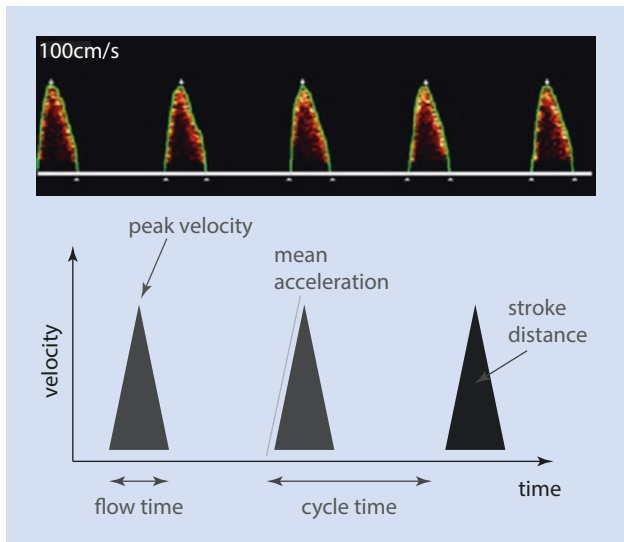 100cm/s
peak velocity
mean
acceleration
stroke
distance
velocity
time
flow time
cycle time